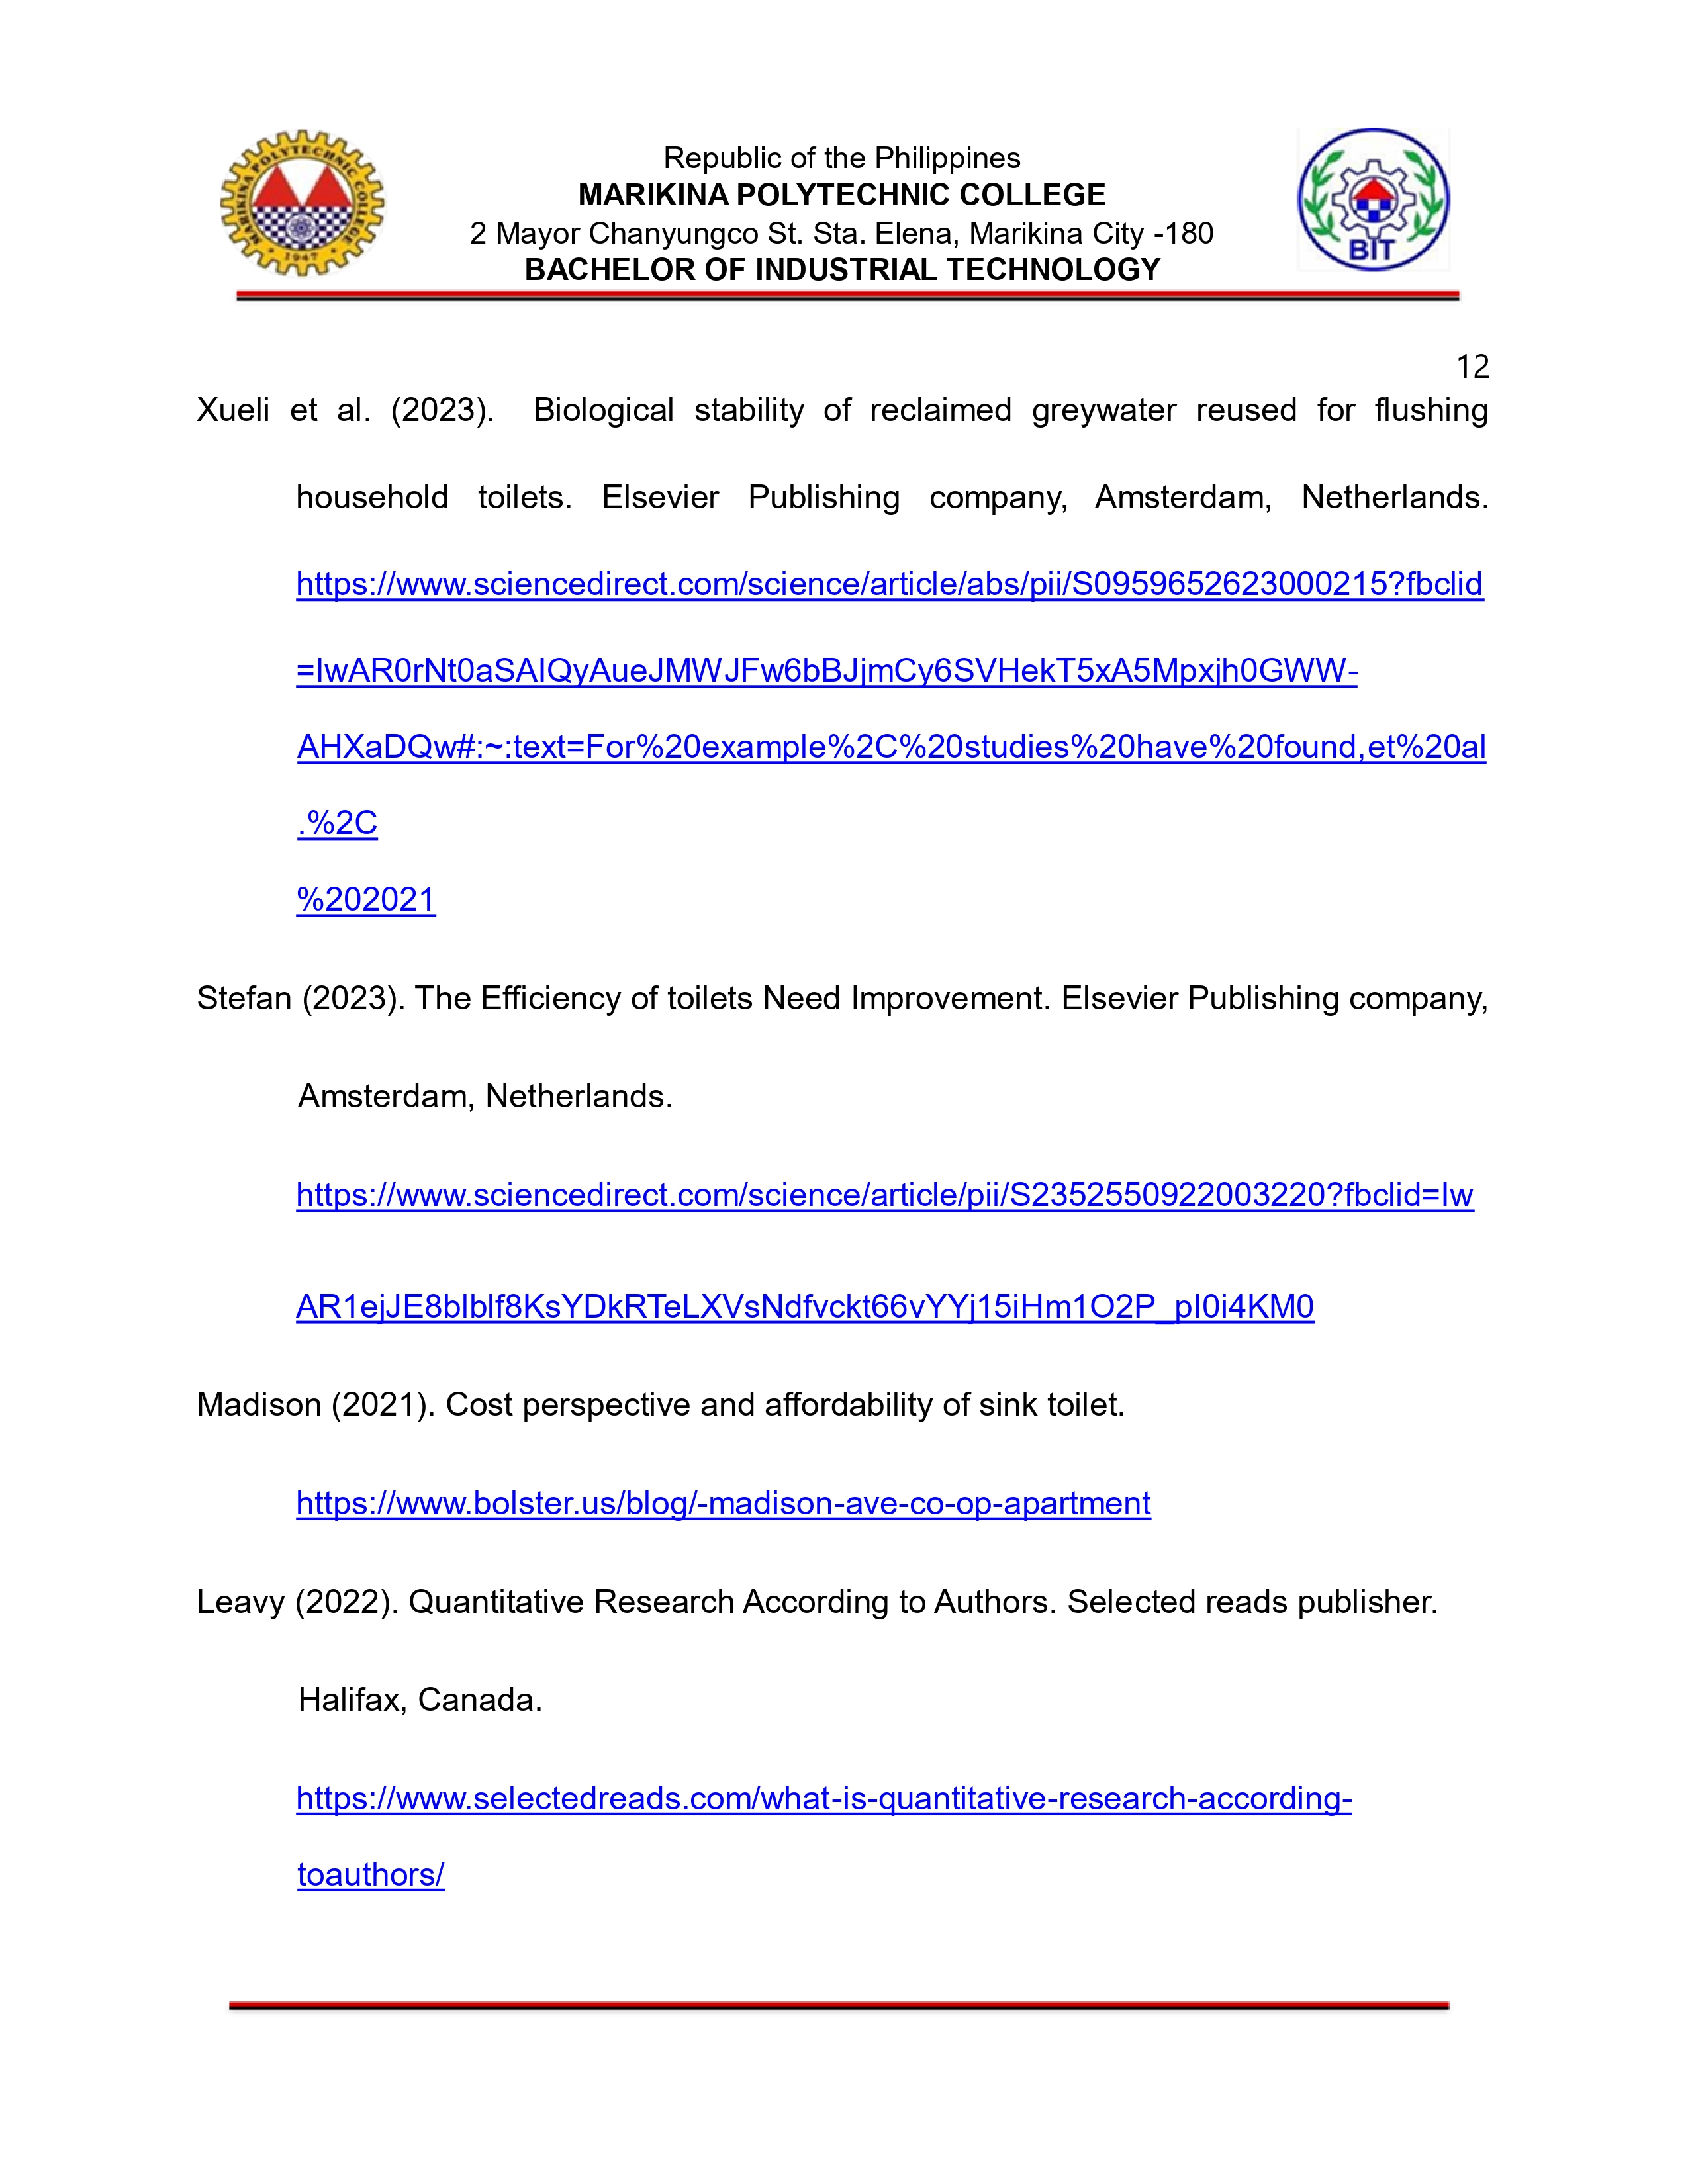 MARIKINA POLYTECHNIC COLLEGE
1947
BIT
Republic of the Philippines
MARIKINA POLYTECHNIC COLLEGE
2 Mayor Chanyungco St. Sta. Elena, Marikina City -180
BACHELOR OF INDUSTRIAL TECHNOLOGY
12
Xueli et al. (2023). Biological stability of reclaimed greywater reused for flushing
household toilets. Elsevier Publishing company, Amsterdam, Netherlands.
https://www.sciencedirect.com/science/article/abs/pii/S0959652623000215?fbclid
=IwAR0rNt0aSAIQyAueJMWJFw6bBJjmCy6SVHekT5xA5Mpxjh0GWW-
AHXaDQw#:~:text=For%20example%2C%20studies%20have%20found,et%20al
.%2C
%202021
Stefan (2023). The Efficiency of toilets Need Improvement. Elsevier Publishing company,
Amsterdam, Netherlands.
https://www.sciencedirect.com/science/article/pii/S2352550922003220?fbclid=Iw
AR1ejJE8blblf8KsYDkRTeLXVsNdfvckt66vYYj15iHm1O2P_pI0i4KM0
Madison (2021). Cost perspective and affordability of sink toilet.
https://www.bolster.us/blog/-madison-ave-co-op-apartment
Leavy (2022). Quantitative Research According to Authors. Selected reads publisher.
Halifax, Canada.
https://www.selectedreads.com/what-is-quantitative-research-according-
toauthors/